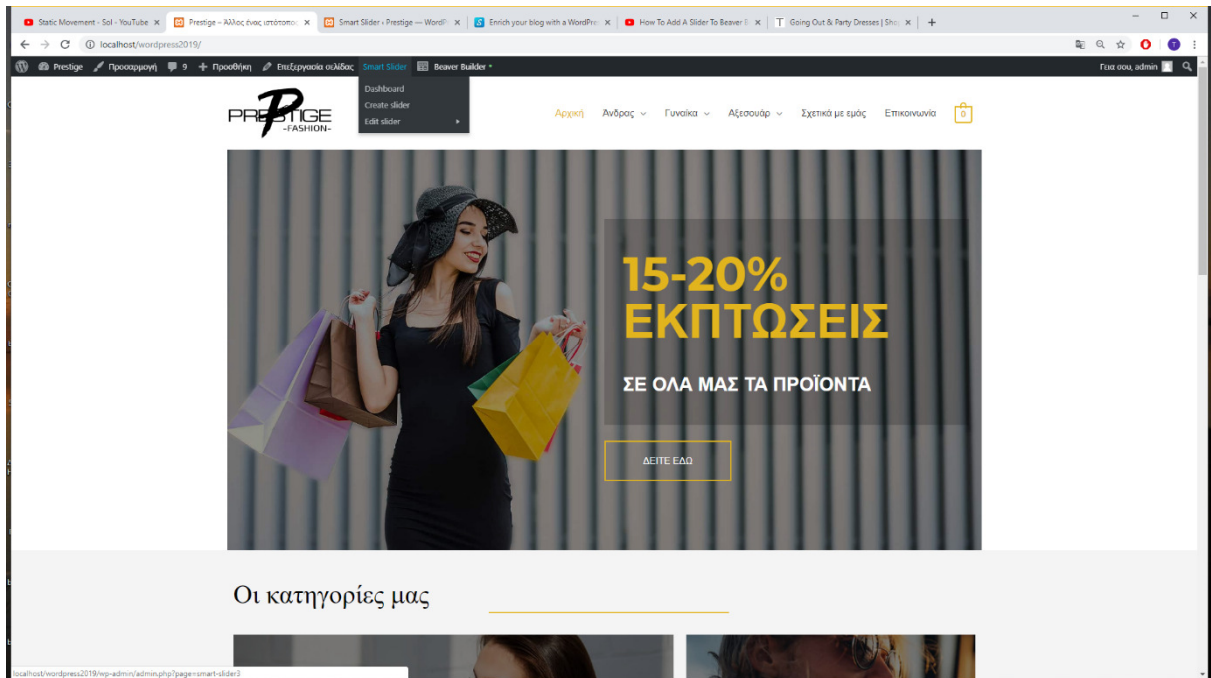 Static Movement - Sol - YouTube
Prestige – Άλλος ένας ιστότοπος
Smart Slider ‹ Prestige — WordPr
Enrich your blog with a WordPre
How To Add A Slider To Beaver B
Going Out & Party Dresses | Shop
localhost/wordpress2019/
Prestige Προσαρμογή 9 Προσθήκη Επεξεργασία σελίδας Smart Slider Beaver Builder
Γεια σου, admin
Dashboard
Create slider
Edit slider
PRESTIGE
-FASHION-
Αρχική Άνδρας Γυναίκα Αξεσουάρ Σχετικά με εμάς Επικοινωνία 0
15-20%
ΕΚΠΤΩΣΕΙΣ
ΣΕ ΟΛΑ ΜΑΣ ΤΑ ΠΡΟΪΟΝΤΑ
ΔΕΙΤΕ ΕΔΩ
Οι κατηγορίες μας
localhost/wordpress2019/wp-admin/admin.php?page=smart-slider3